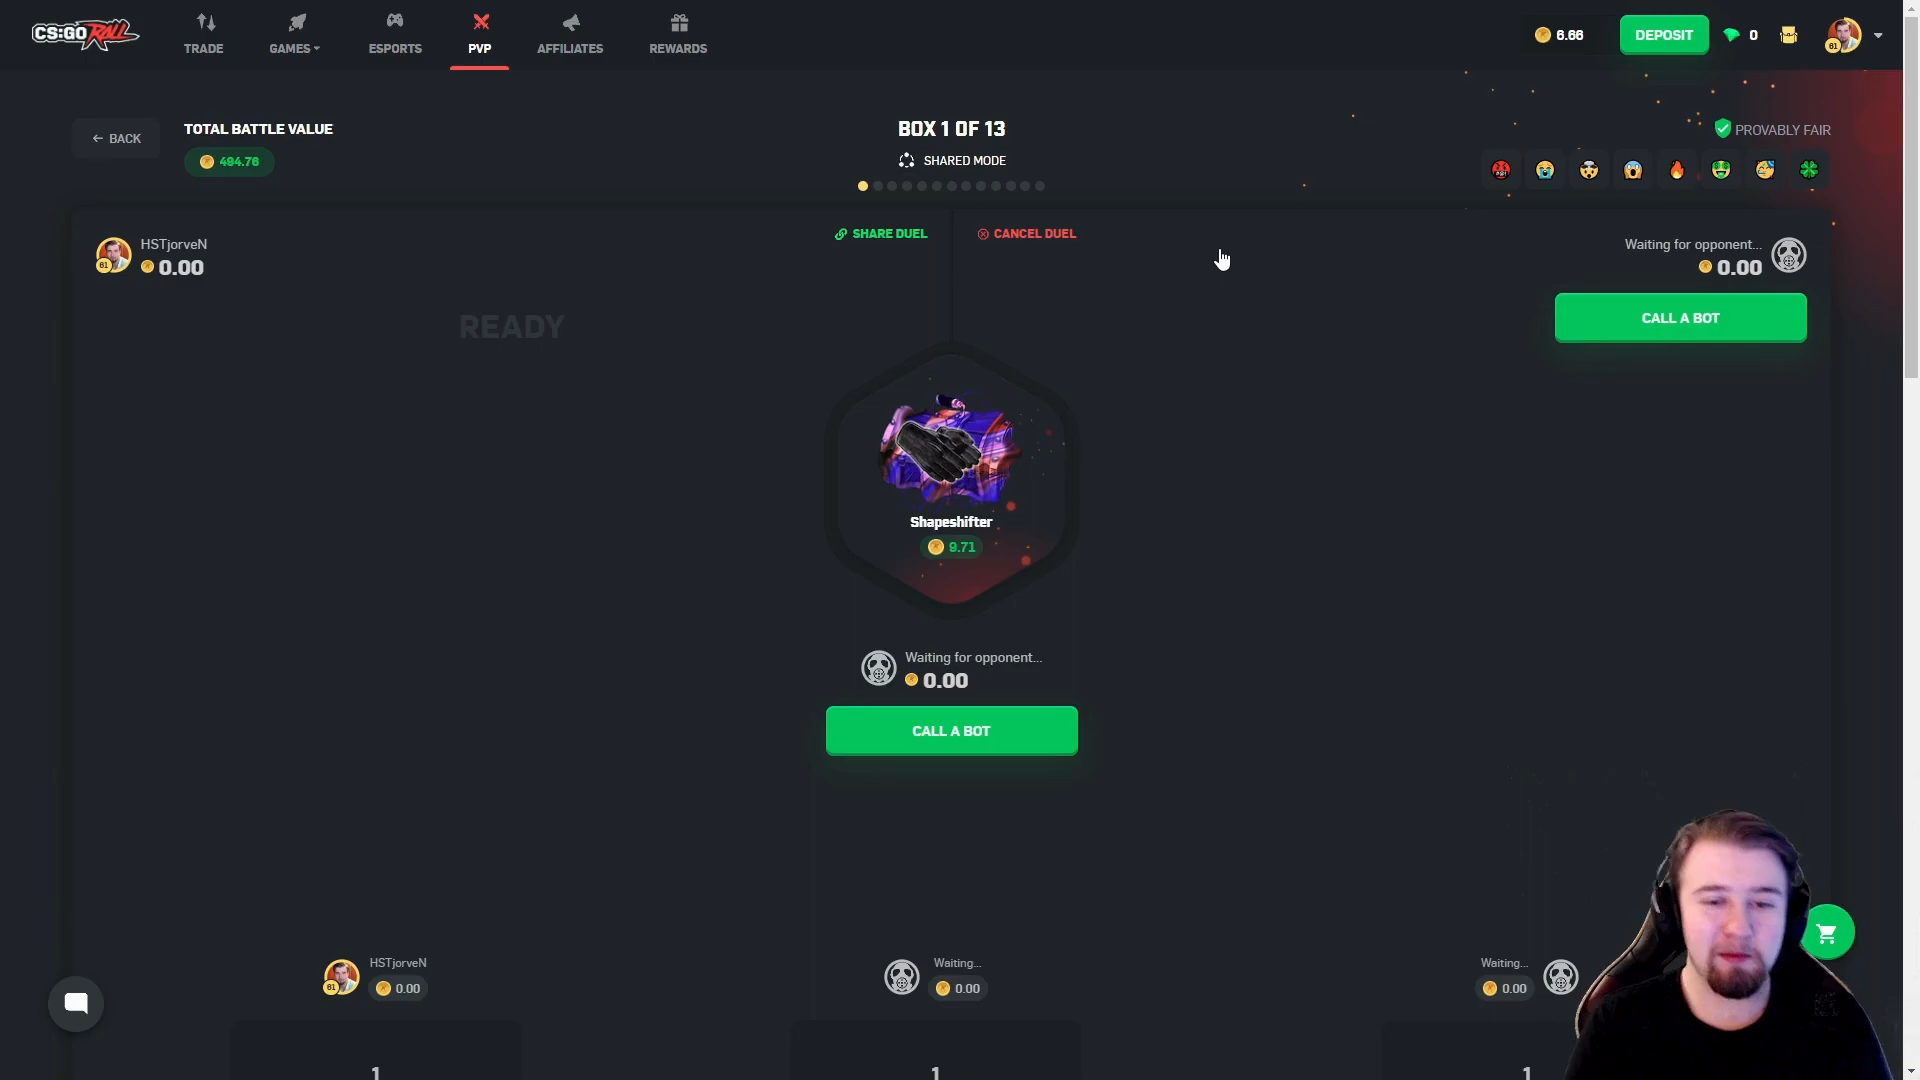 CS:GO ROLL
TRADE
GAMES
ESPORTS
PVP
AFFILIATES
REWARDS
6.66
DEPOSIT
0
61
BACK
TOTAL BATTLE VALUE
494.76
BOX 1 OF 13
SHARED MODE
PROVABLY FAIR
HSTjorveN
61
0.00
SHARE DUEL
CANCEL DUEL
Waiting for opponent...
0.00
READY
CALL A BOT
Shapeshifter
9.71
Waiting for opponent...
0.00
CALL A BOT
HSTjorveN
61
0.00
Waiting...
0.00
Waiting...
0.00
1
1
1